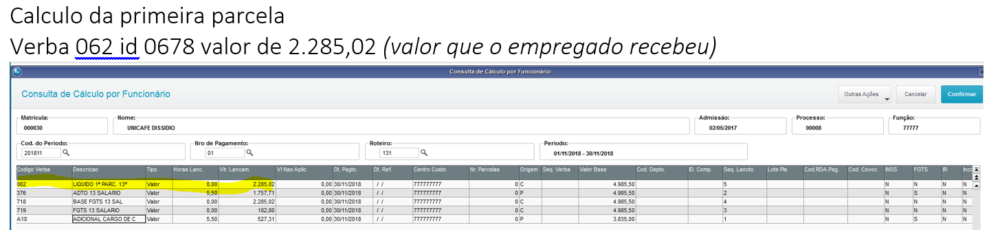 Calculo da primeira parcela
Verba 062 id 0678 valor de 2.285,02 (valor que o empregado recebeu)
Consulta de Cálculo por Funcionário
Consulta de Cálculo por Funcionário
Outras Ações Cancelar Confirmar
Matricula: Nome: Admissão: Processo: Função:
000030 UNICAFE DISSIDIO 02/05/2017 00008 77777
Cod. do Periodo: Nro de Pagamento: Roteiro: Periodo:
201811 01 131 01/11/2018 - 30/11/2018
Codigo Verba Descricao Tipo Horas Lanc. Vlr. Lancam. Vl Nao Aplic Dt. Pagto. Dt. Ref. Centro Custo Nr. Parcelas Origem Seq. Verba Valor Base Cod. Depto. ID. Comp. Seq. Lancto. Lote Pls Cod.RDA.Pag. Cod. Covoc INSS FGTS IR Inco
062 LIQUIDO 1ª PARC. 13º Valor 0,00 2.285,02 0,00 30/11/2018 / / 777777777 0 C 4.985,50 5 N N N N
376 ADTO 13 SALARIO Valor 5,50 1.757,71 0,00 30/11/2018 / / 777777777 0 P 4.985,50 2 N S N N
718 BASE FGTS 13 SAL Valor 0,00 2.285,02 0,00 30/11/2018 / / 777777777 0 C 4.985,50 4 N N N N
719 FGTS 13 SALARIO Valor 0,00 182,80 0,00 30/11/2018 / / 777777777 0 C 4.985,50 3 N N N N
A10 ADICIONAL CARGO DE C Valor 5,50 527,31 0,00 30/11/2018 / / 777777777 0 P 3.835,00 1 N S N N